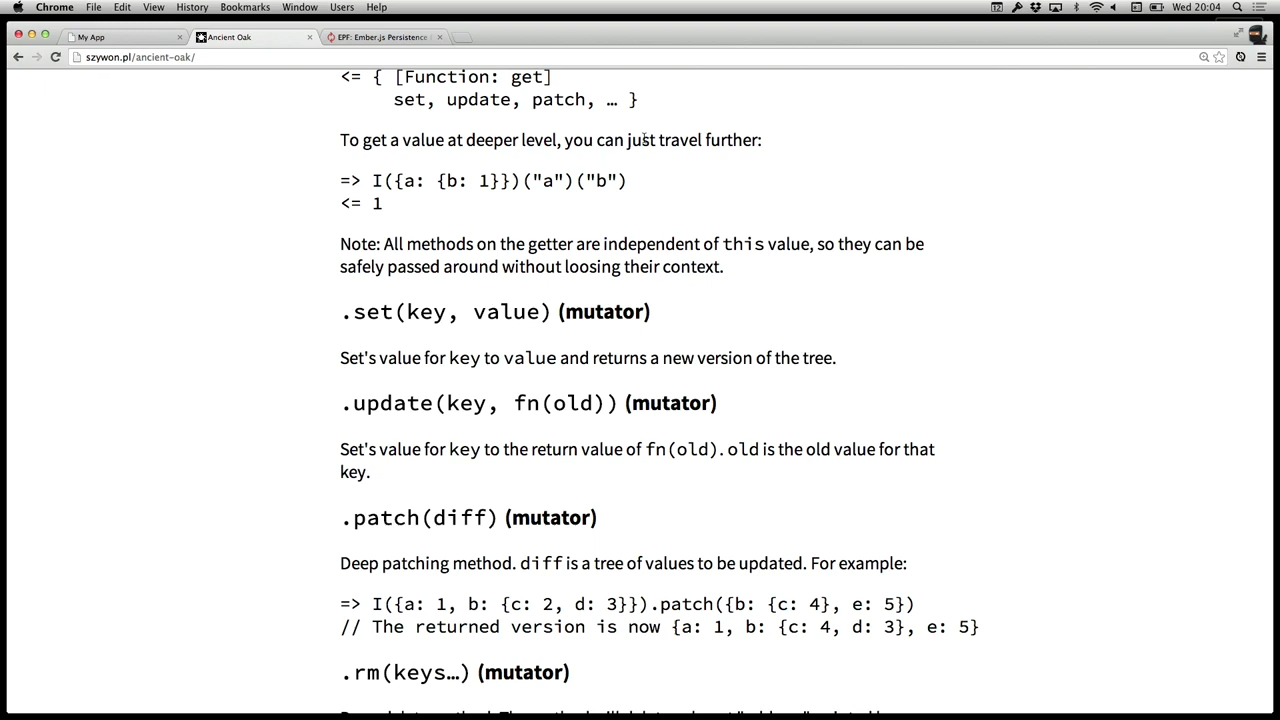 Chrome File Edit View History Bookmarks Window Users Help Wed 20:04
My App Ancient Oak EPF: Ember.js Persistence
szywon.pl/ancient-oak/
<= { [Function: get]
set, update, patch, … }
To get a value at deeper level, you can just travel further:
=> I({a: {b: 1}})("a")("b")
<= 1
Note: All methods on the getter are independent of this value, so they can be
safely passed around without loosing their context.
.set(key, value) (mutator)
Set's value for key to value and returns a new version of the tree.
.update(key, fn(old)) (mutator)
Set's value for key to the return value of fn(old). old is the old value for that
key.
.patch(diff) (mutator)
Deep patching method. diff is a tree of values to be updated. For example:
=> I({a: 1, b: {c: 2, d: 3}}).patch({b: {c: 4}, e: 5})
// The returned version is now {a: 1, b: {c: 4, d: 3}, e: 5}
.rm(keys…) (mutator)